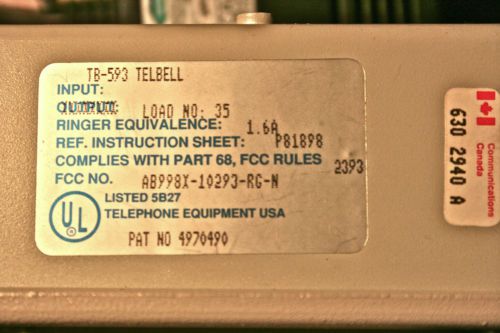 TB-593 TELBELL
INPUT:
OUTPUT: LOAD NO: 35
RINGER EQUIVALENCE: 1.6A
REF. INSTRUCTION SHEET: P81898
COMPLIES WITH PART 68, FCC RULES 2393
FCC NO. AB998X-10293-RG-N
UL
LISTED 5B27
TELEPHONE EQUIPMENT USA
PAT NO 4970490
Communications
Canada
630 2940 A